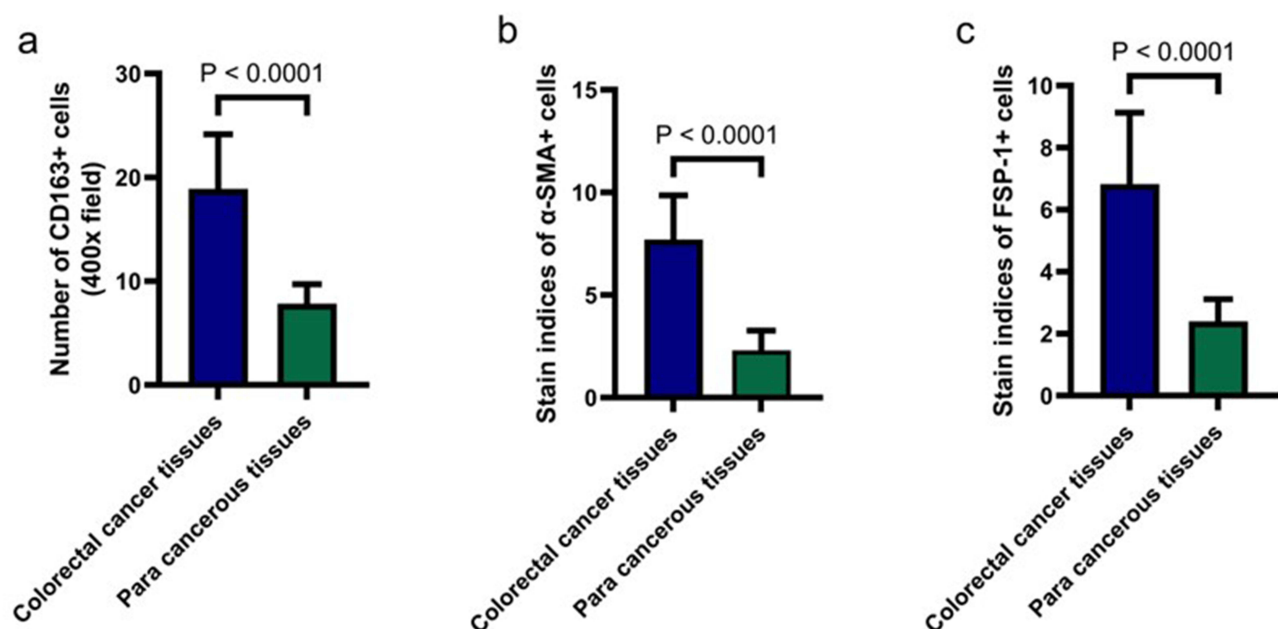 a
Number of CD163+ cells
(400x field)
30
20
10
0
P < 0.0001
Colorectal cancer tissues
Para cancerous tissues
b
Stain indices of α-SMA+ cells
15
10
5
0
P < 0.0001
Colorectal cancer tissues
Para cancerous tissues
c
Stain indices of FSP-1+ cells
10
8
6
4
2
0
P < 0.0001
Colorectal cancer tissues
Para cancerous tissues